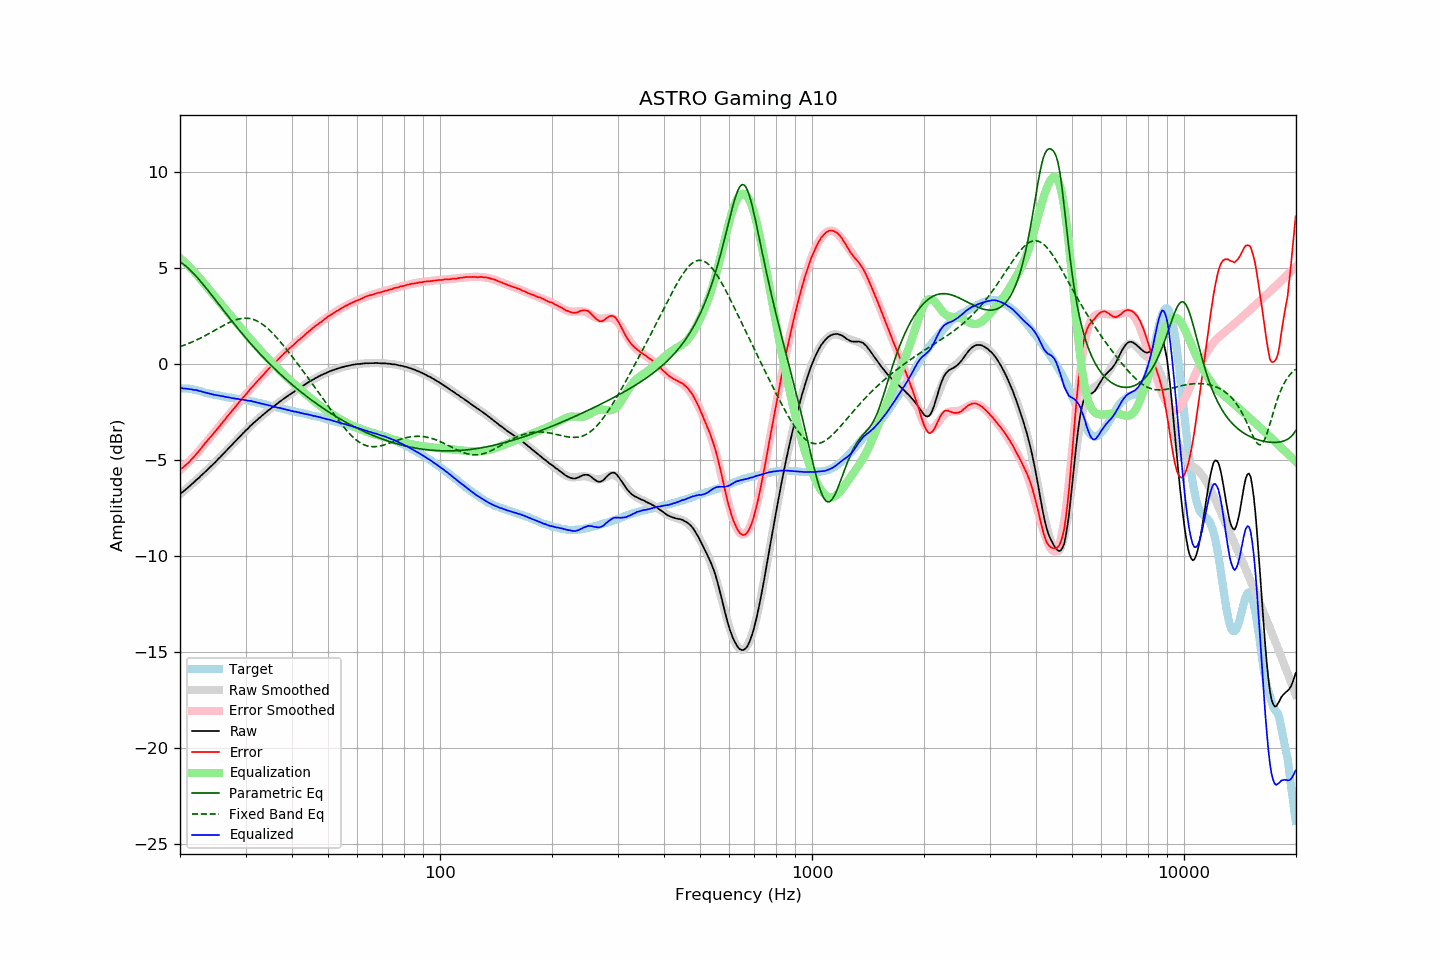 ASTRO Gaming A10
10
5
0
−5
−10
−15
−20
−25
Amplitude (dBr)
Target
Raw Smoothed
Error Smoothed
Raw
Error
Equalization
Parametric Eq
Fixed Band Eq
Equalized
100
1000
10000
Frequency (Hz)